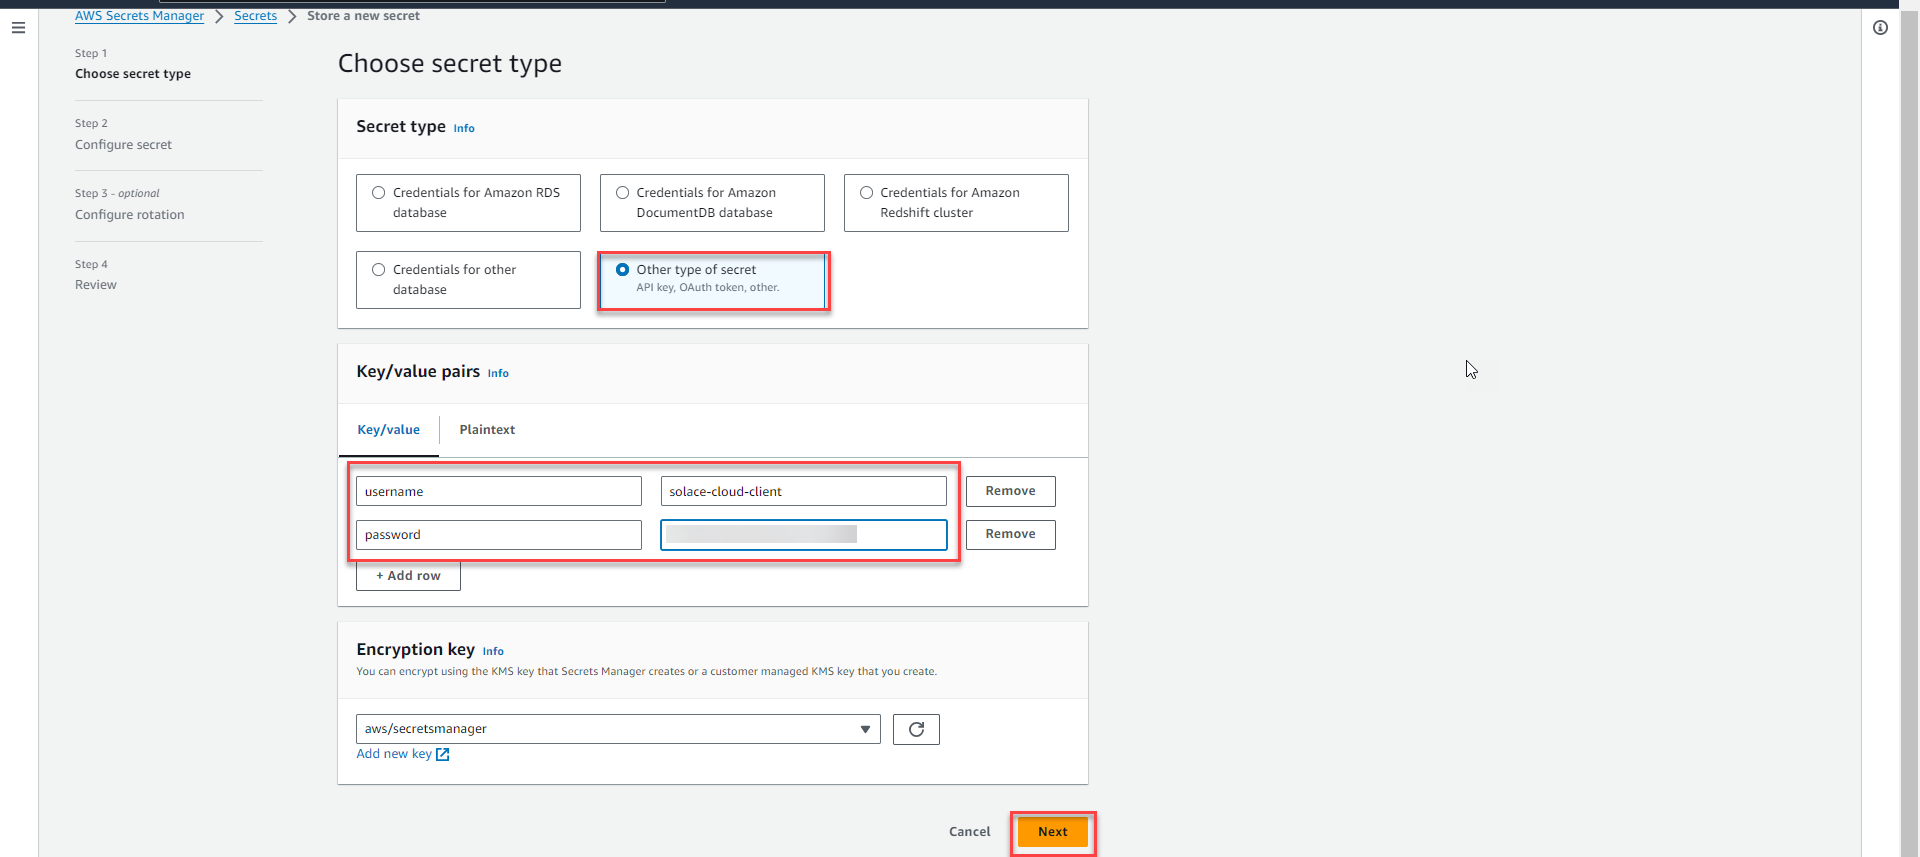 AWS Secrets Manager > Secrets > Store a new secret
Step 1
Choose secret type
Step 2
Configure secret
Step 3 - optional
Configure rotation
Step 4
Review
Choose secret type
Secret type Info
Credentials for Amazon RDS
database
Credentials for Amazon
DocumentDB database
Credentials for Amazon
Redshift cluster
Credentials for other
database
Other type of secret
API key, OAuth token, other.
Key/value pairs Info
Key/value Plaintext
username solace-cloud-client Remove
password Remove
+ Add row
Encryption key Info
You can encrypt using the KMS key that Secrets Manager creates or a customer managed KMS key that you create.
aws/secretsmanager
Add new key
Cancel Next